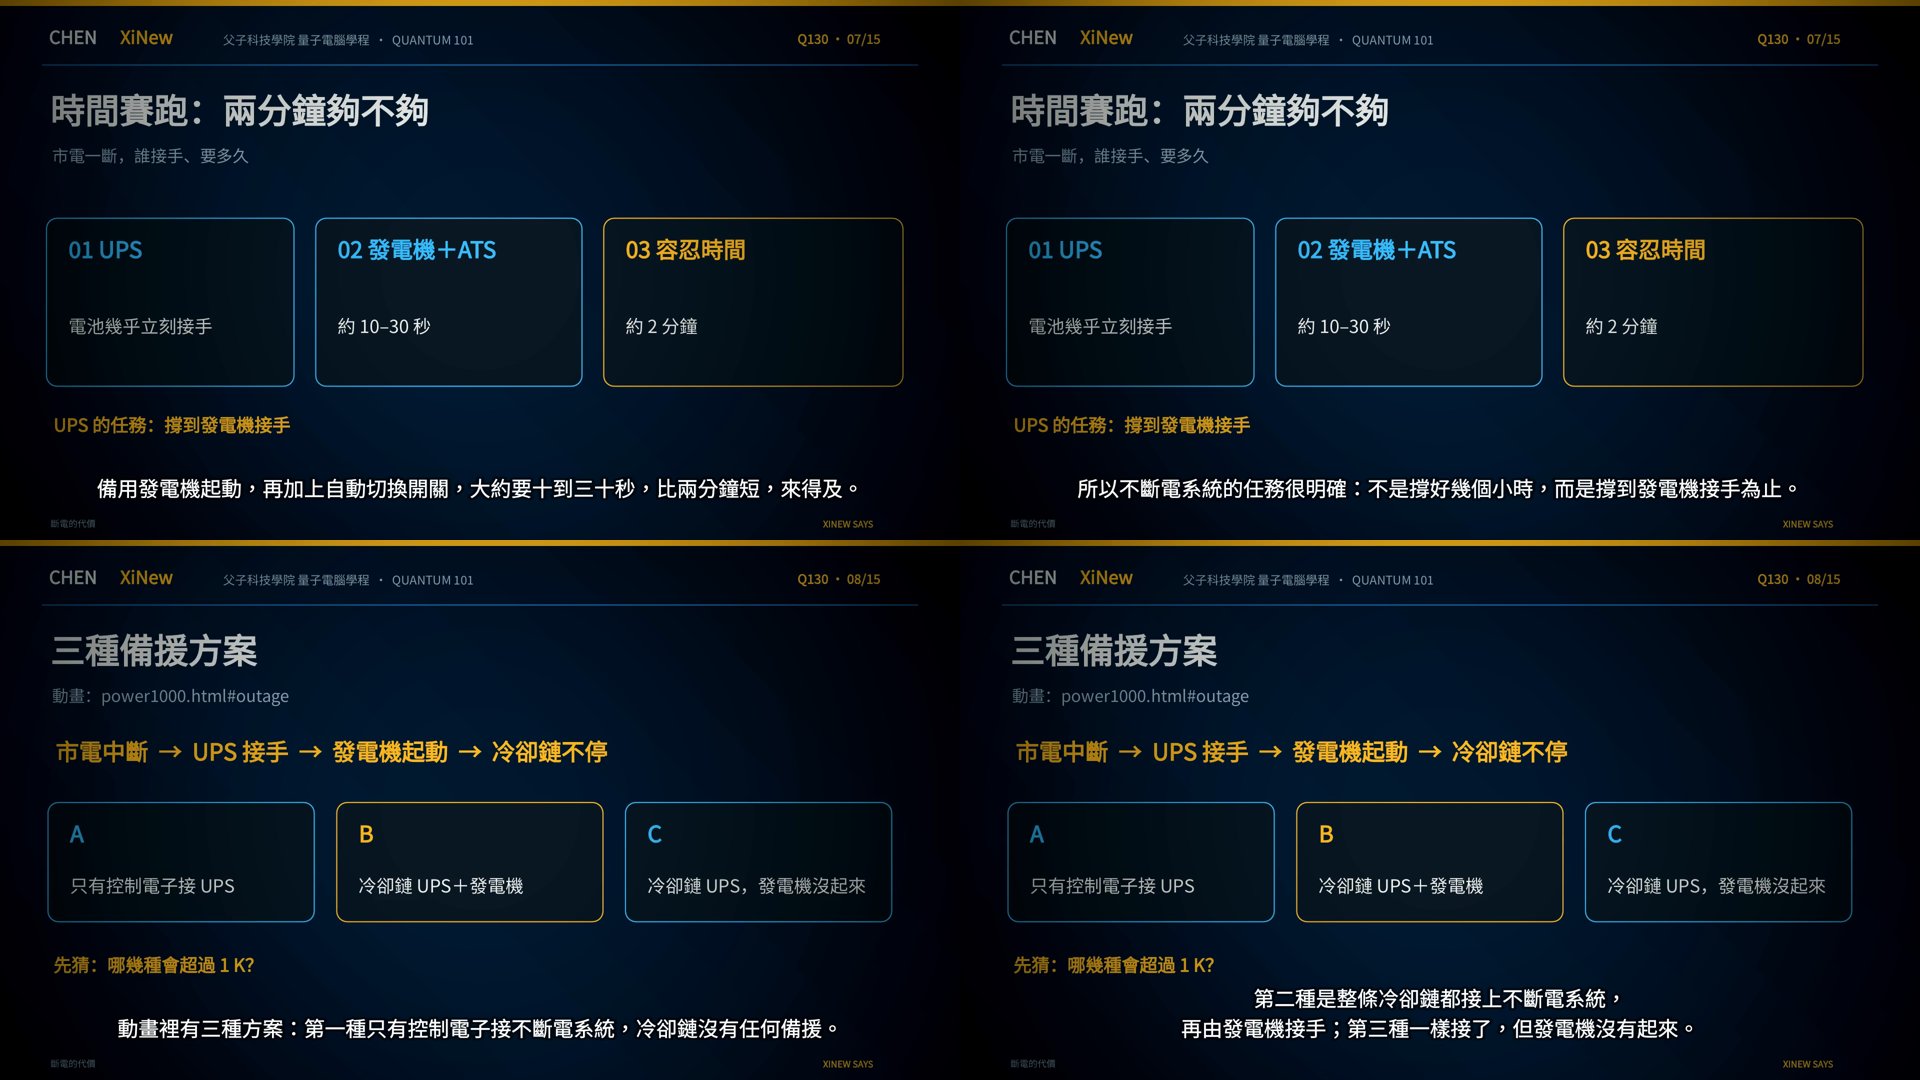 CHEN XiNew 父子科技學院 量子電腦學程 · QUANTUM 101 Q130 · 07/15
時間賽跑：兩分鐘夠不夠
市電一斷，誰接手、要多久
01 UPS
電池幾乎立刻接手
02 發電機＋ATS
約 10–30 秒
03 容忍時間
約 2 分鐘
UPS 的任務：撐到發電機接手
備用發電機起動，再加上自動切換開關，大約要十到三十秒，比兩分鐘短，來得及。
斷電的代價 XINEW SAYS
CHEN XiNew 父子科技學院 量子電腦學程 · QUANTUM 101 Q130 · 07/15
時間賽跑：兩分鐘夠不夠
市電一斷，誰接手、要多久
01 UPS
電池幾乎立刻接手
02 發電機＋ATS
約 10–30 秒
03 容忍時間
約 2 分鐘
UPS 的任務：撐到發電機接手
所以不斷電系統的任務很明確：不是撐好幾個小時，而是撐到發電機接手為止。
斷電的代價 XINEW SAYS
CHEN XiNew 父子科技學院 量子電腦學程 · QUANTUM 101 Q130 · 08/15
三種備援方案
動畫：power1000.html#outage
市電中斷 → UPS 接手 → 發電機起動 → 冷卻鏈不停
A
只有控制電子接 UPS
B
冷卻鏈 UPS＋發電機
C
冷卻鏈 UPS，發電機沒起來
先猜：哪幾種會超過 1 K？
動畫裡有三種方案：第一種只有控制電子接不斷電系統，冷卻鏈沒有任何備援。
斷電的代價 XINEW SAYS
CHEN XiNew 父子科技學院 量子電腦學程 · QUANTUM 101 Q130 · 08/15
三種備援方案
動畫：power1000.html#outage
市電中斷 → UPS 接手 → 發電機起動 → 冷卻鏈不停
A
只有控制電子接 UPS
B
冷卻鏈 UPS＋發電機
C
冷卻鏈 UPS，發電機沒起來
先猜：哪幾種會超過 1 K？
第二種是整條冷卻鏈都接上不斷電系統，
再由發電機接手；第三種一樣接了，但發電機沒有起來。
斷電的代價 XINEW SAYS